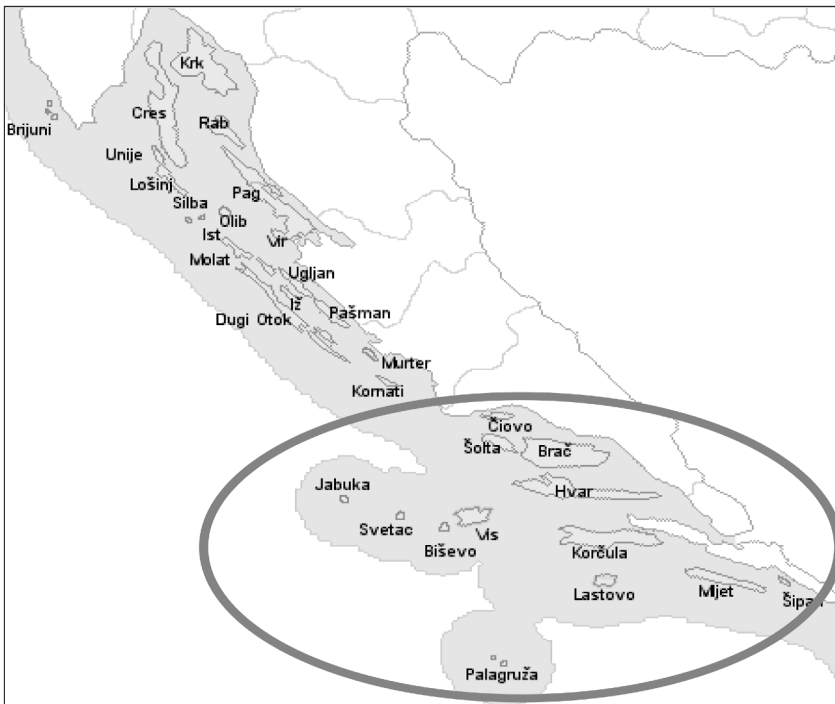 Krk
Cres
Rab
Brijuni
Unije
Lošinj
Pag
Silba
Olib
Ist
Vir
Molat
Ugljan
Iž
Pašman
Dugi Otok
Murter
Kornati
Čiovo
Šolta
Brač
Jabuka
Hvar
Svetac
Vis
Biševo
Korčula
Lastovo
Mljet
Šipan
Palagruža